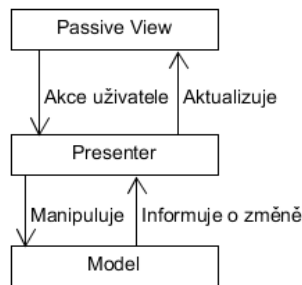 Passive View
Akce uživatele
Aktualizuje
Presenter
Manipuluje
Informuje o změně
Model